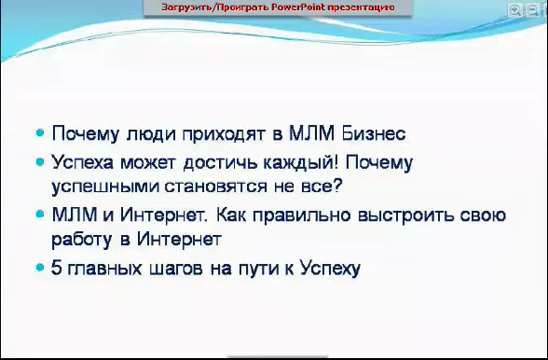 Загрузить/Проиграть PowerPoint презентацию
Почему люди приходят в МЛМ Бизнес
Успеха может достичь каждый! Почему
успешными становятся не все?
МЛМ и Интернет. Как правильно выстроить свою
работу в Интернет
5 главных шагов на пути к Успеху